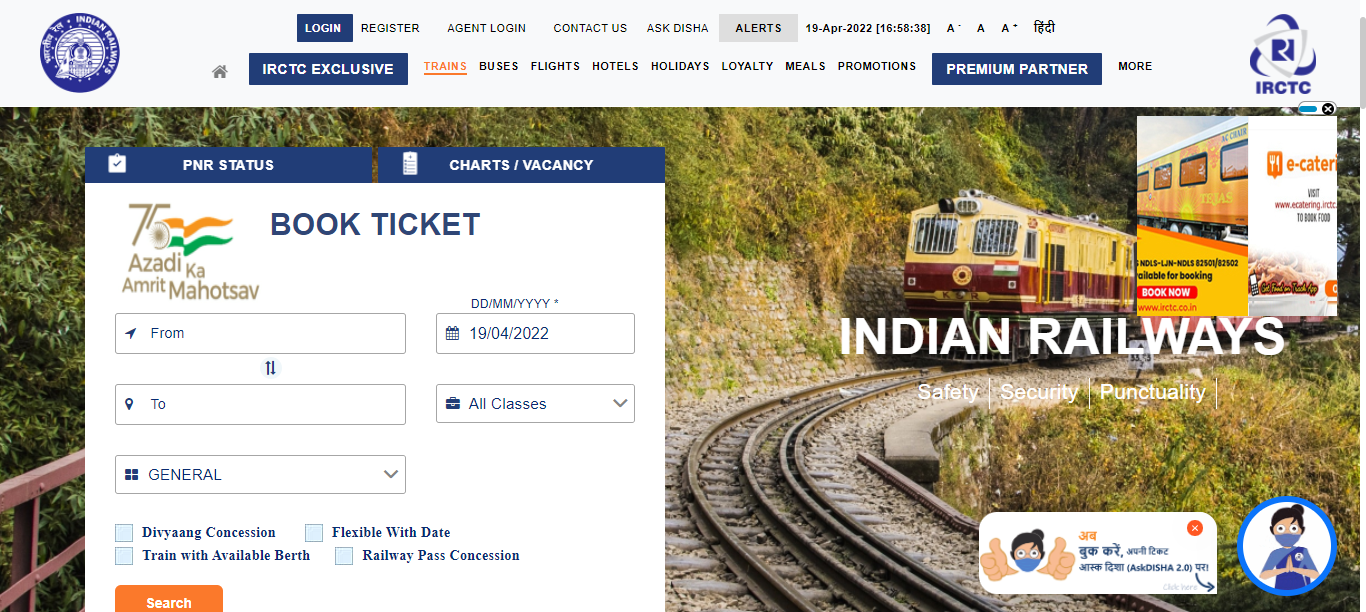 LOGIN REGISTER AGENT LOGIN CONTACT US ASK DISHA ALERTS 19-Apr-2022 [16:58:38] A - A A + हिंदी
INDIAN RAILWAYS
भारतीय रेल
IRCTC EXCLUSIVE TRAINS BUSES FLIGHTS HOTELS HOLIDAYS LOYALTY MEALS PROMOTIONS PREMIUM PARTNER MORE
IRCTC
PNR STATUS CHARTS / VACANCY
75
Azadi Ka
Amrit Mahotsav
BOOK TICKET
DD/MM/YYYY *
From 19/04/2022
To All Classes
GENERAL
Divyaang Concession Flexible With Date
Train with Available Berth Railway Pass Concession
Search
AC CHAIR
TEJAS
NDLS-LJN-NDLS 82501/82502
ailable for booking
BOOK NOW
www.irctc.co.in
e-cateri
VISIT
www.ecatering.irctc.
TO BOOK FOOD
INDIAN RAILWAYS
Safety Security Punctuality
अब
बुक करें, अपनी टिकट
आस्क दिशा (AskDISHA 2.0) पर!
Click here